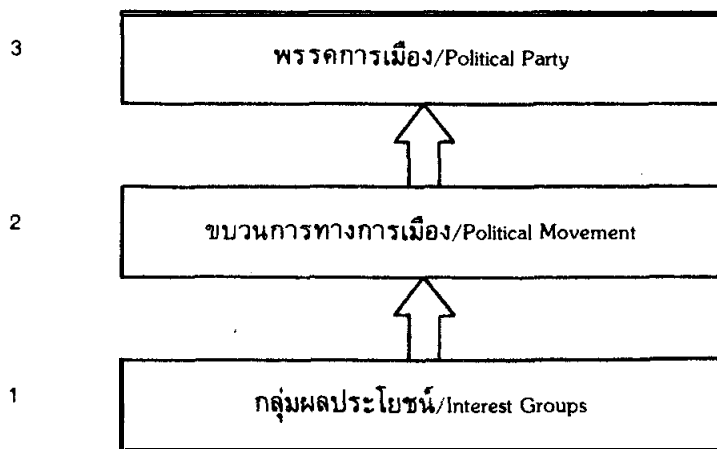 3 พรรคการเมือง/Political Party
2 ขบวนการทางการเมือง/Political Movement
1 กลุ่มผลประโยชน์/Interest Groups